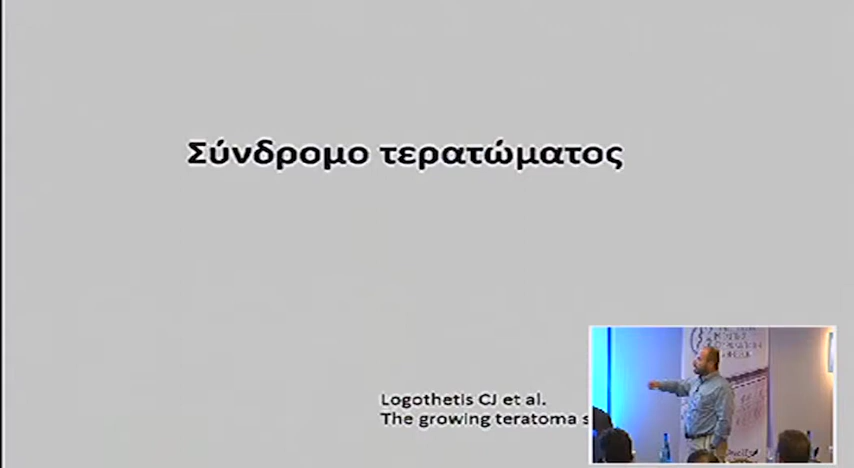 Σύνδρομο τερατώματος
Logothetis CJ et al.
The growing teratoma